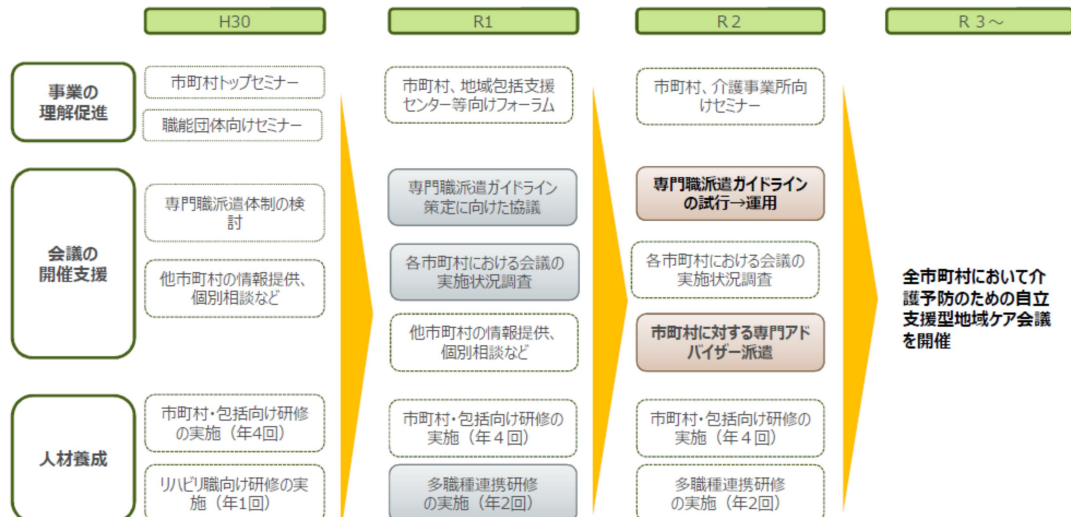 H30
R1
R２
R３～
事業の
理解促進
市町村トップセミナー
職能団体向けセミナー
市町村、地域包括支援
センター等向けフォーラム
市町村、介護事業所向
けセミナー
会議の
開催支援
専門職派遣体制の検
討
他市町村の情報提供、
個別相談など
専門職派遣ガイドライン
策定に向けた協議
各市町村における会議の
実施状況調査
他市町村の情報提供、
個別相談など
専門職派遣ガイドライン
の試行→運用
各市町村における会議の
実施状況調査
市町村に対する専門アド
バイザー派遣
人材養成
市町村・包括向け研修
の実施（年4回）
リハビリ職向け研修の実
施（年1回）
市町村・包括向け研修の
実施（年４回）
多職種連携研修
の実施（年2回）
市町村・包括向け研修の
実施（年４回）
多職種連携研修
の実施（年2回）
全市町村において介
護予防のための自立
支援型地域ケア会議
を開催